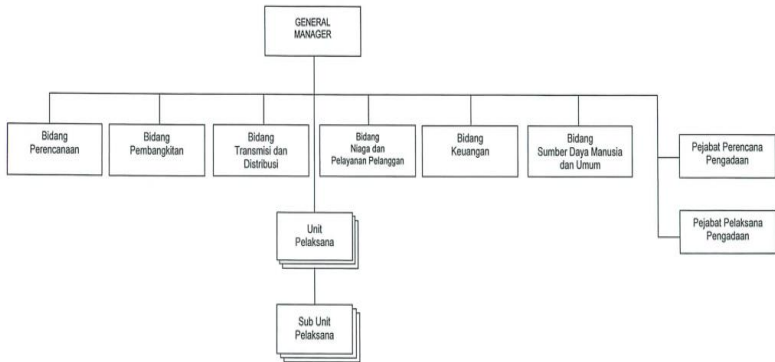 GENERAL
MANAGER
Bidang
Perencanaan
Bidang
Pembangkitan
Bidang
Transmisi dan
Distribusi
Bidang
Niaga dan
Pelayanan Pelanggan
Bidang
Keuangan
Bidang
Sumber Daya Manusia
dan Umum
Pejabat Perencana
Pengadaan
Pejabat Pelaksana
Pengadaan
Unit
Pelaksana
Sub Unit
Pelaksana